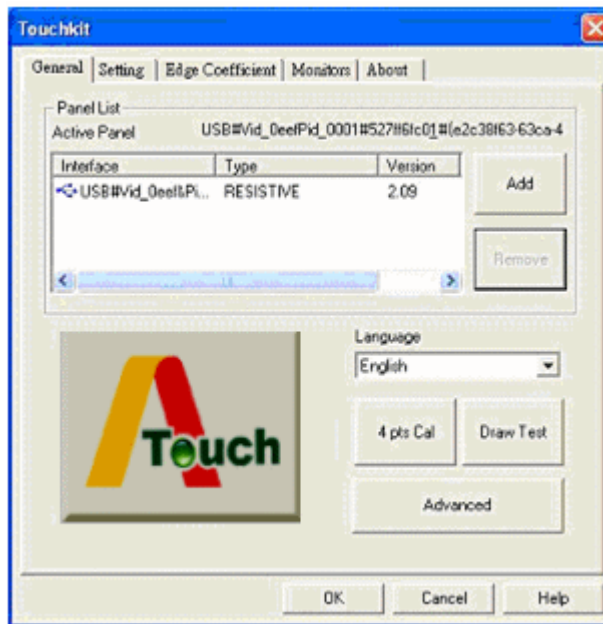 Touchkit
General Setting Edge Coefficient Monitors About
Panel List
Active Panel USB#Vid_0eefPid_0001#527ff6fc01#(e2c38f63-63ca-4
Interface Type Version
USB#Vid_0eef&Pi... RESISTIVE 2.09
Add
Remove
Language
English
Touch
4 pts Cal Draw Test
Advanced
OK Cancel Help